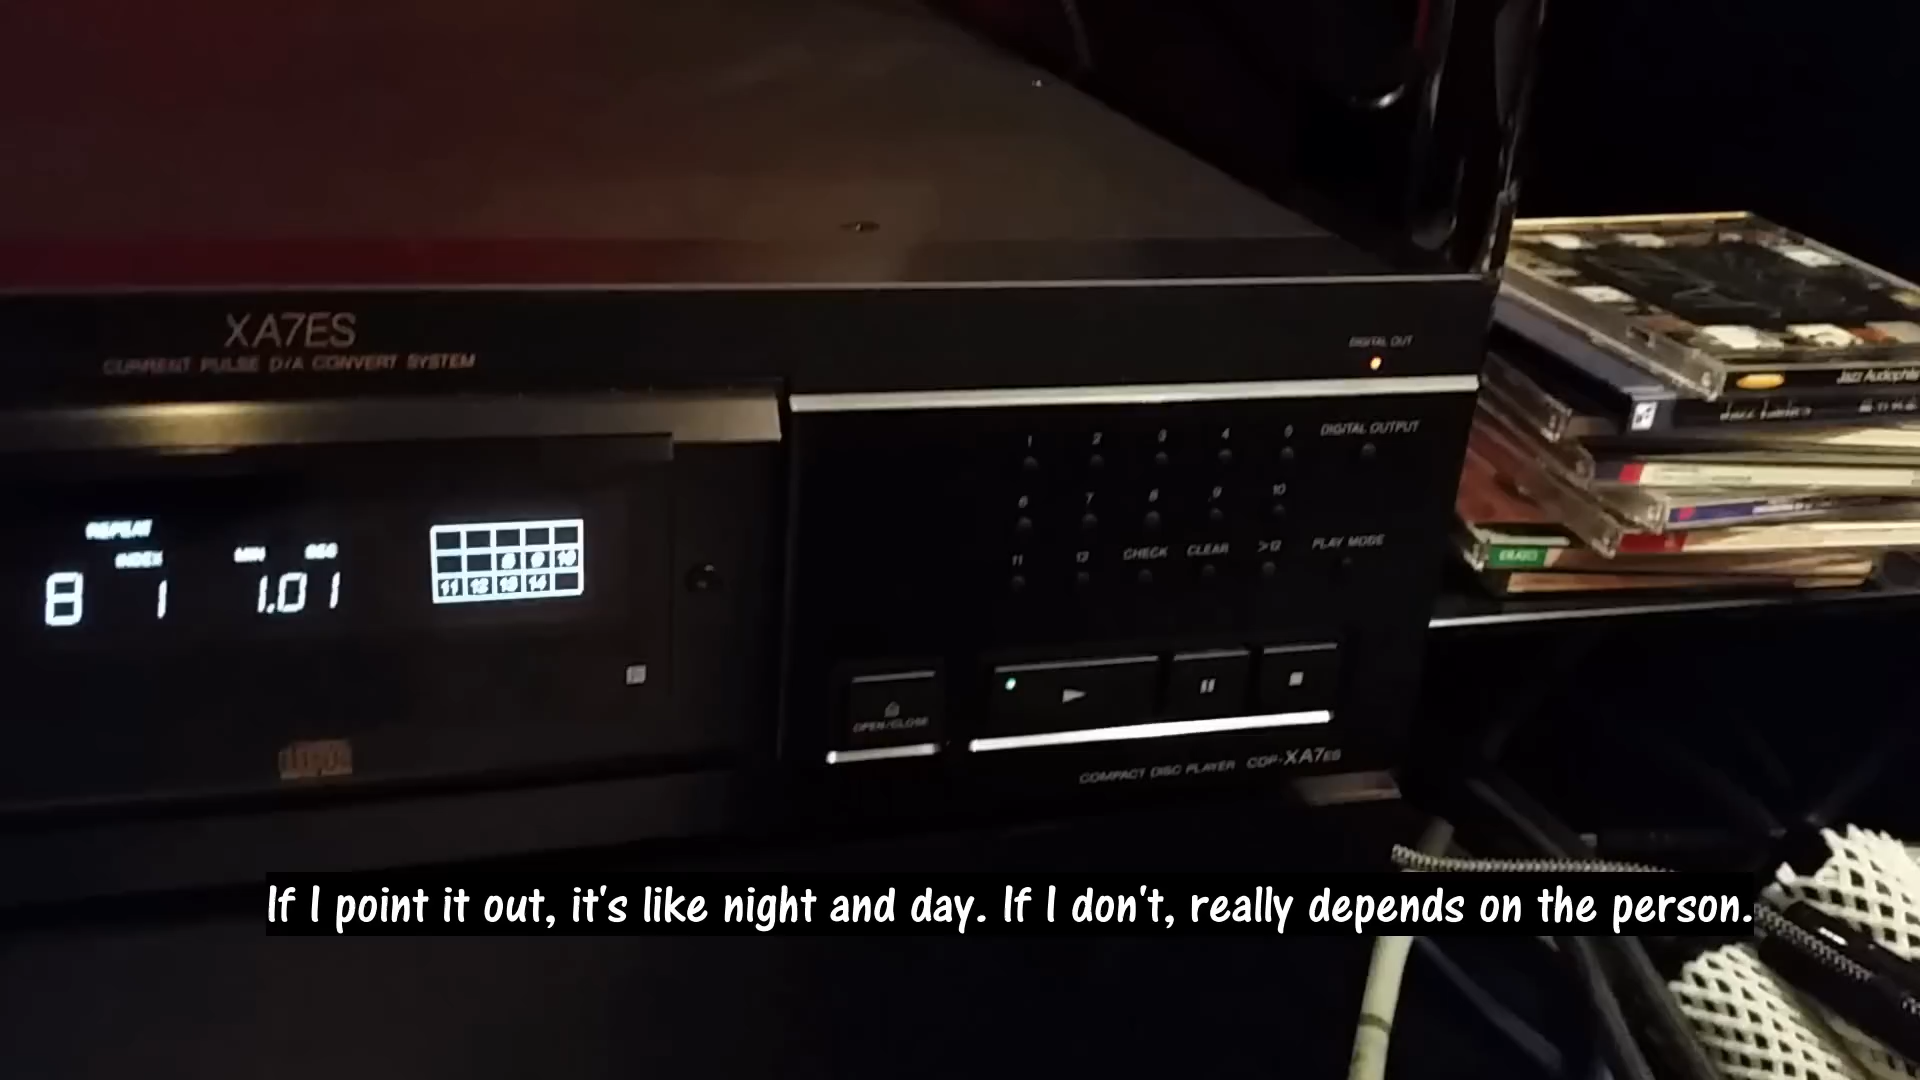 XA7ES
CURRENT PULSE D/A CONVERT SYSTEM
DIGITAL OUT
REPEAT
INDEX
MIN SEC
8 1 1.01
8 9 10
11 12 13 14
1 2 3 4 5
DIGITAL OUTPUT
6 7 8 9 10
11 12 CHECK CLEAR >12 PLAY MODE
OPEN/CLOSE
COMPACT DISC PLAYER CDP-XA7ES
Jazz Audiophile
ERATO
If I point it out, it's like night and day. If I don't, really depends on the person.